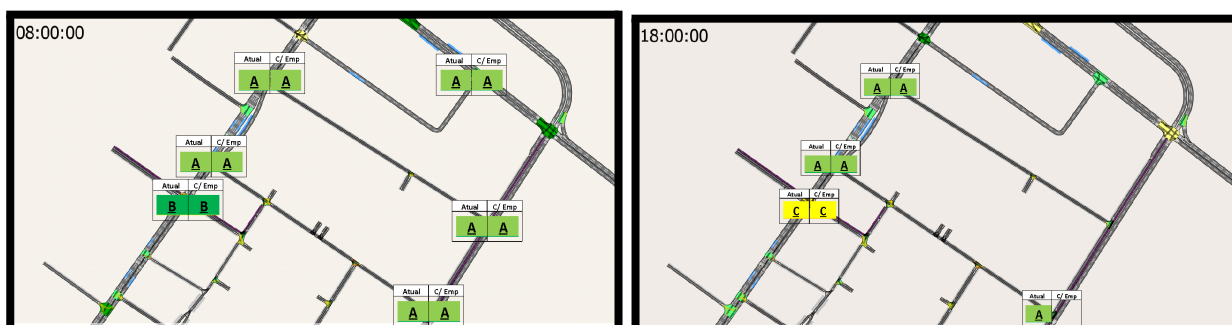 08:00:00
Atual C/ Emp
A A
Atual C/ Emp
A A
Atual C/ Emp
A A
Atual C/ Emp
B B
Atual C/ Emp
A A
Atual C/ Emp
A A
18:00:00
Atual C/ Emp
A A
Atual C/ Emp
A A
Atual C/ Emp
C C
Atual C/ Emp
A